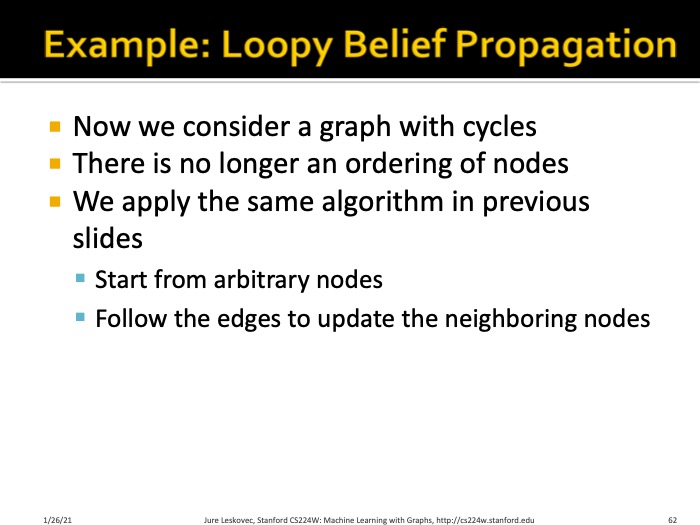 Example: Loopy Belief Propagation
Now we consider a graph with cycles
There is no longer an ordering of nodes
We apply the same algorithm in previous
slides
Start from arbitrary nodes
Follow the edges to update the neighboring nodes
1/26/21 Jure Leskovec, Stanford CS224W: Machine Learning with Graphs, http://cs224w.stanford.edu 62